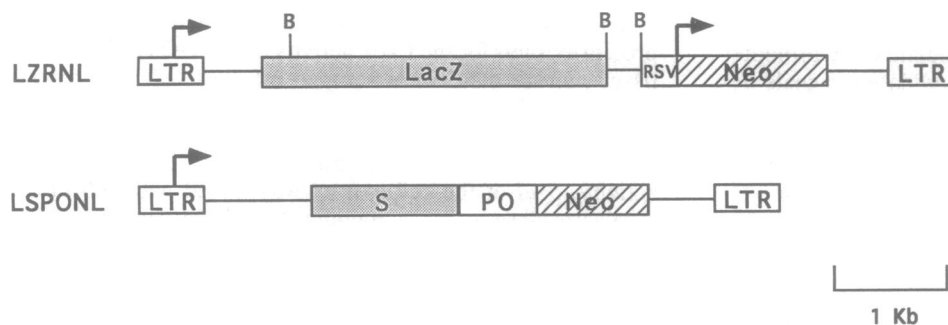 B B B
LZRNL LTR LacZ RSV Neo LTR
LSPONL LTR S PO Neo LTR
1 Kb